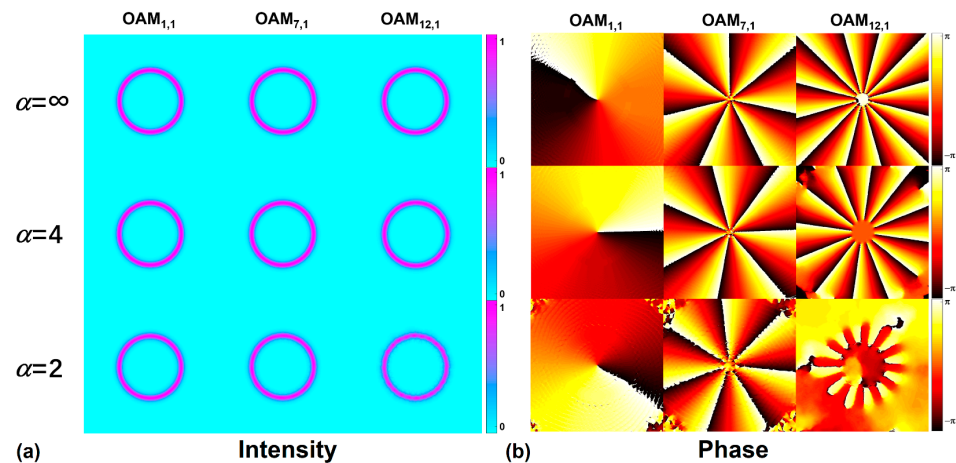 OAM1,1 OAM7,1 OAM12,1 OAM1,1 OAM7,1 OAM12,1
1 π
α=∞
0 −π
1 π
α=4
0 −π
1 π
α=2
0 −π
(a) Intensity (b) Phase